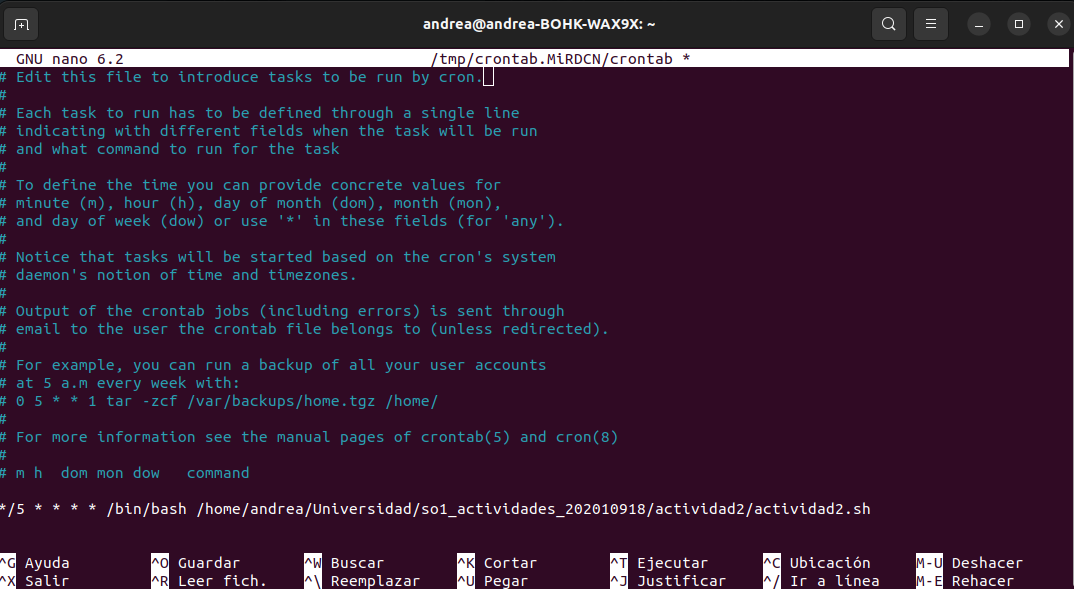 andrea@andrea-BOHK-WAX9X: ~
GNU nano 6.2 /tmp/crontab.MiRDCN/crontab *
# Edit this file to introduce tasks to be run by cron.
#
# Each task to run has to be defined through a single line
# indicating with different fields when the task will be run
# and what command to run for the task
#
# To define the time you can provide concrete values for
# minute (m), hour (h), day of month (dom), month (mon),
# and day of week (dow) or use '*' in these fields (for 'any').
#
# Notice that tasks will be started based on the cron's system
# daemon's notion of time and timezones.
#
# Output of the crontab jobs (including errors) is sent through
# email to the user the crontab file belongs to (unless redirected).
#
# For example, you can run a backup of all your user accounts
# at 5 a.m every week with:
# 0 5 * * 1 tar -zcf /var/backups/home.tgz /home/
#
# For more information see the manual pages of crontab(5) and cron(8)
#
# m h  dom mon dow   command
*/5 * * * * /bin/bash /home/andrea/Universidad/so1_actividades_202010918/actividad2/actividad2.sh
^G Ayuda ^O Guardar ^W Buscar ^K Cortar ^T Ejecutar ^C Ubicación M-U Deshacer
^X Salir ^R Leer fich. ^\ Reemplazar ^U Pegar ^J Justificar ^/ Ir a línea M-E Rehacer